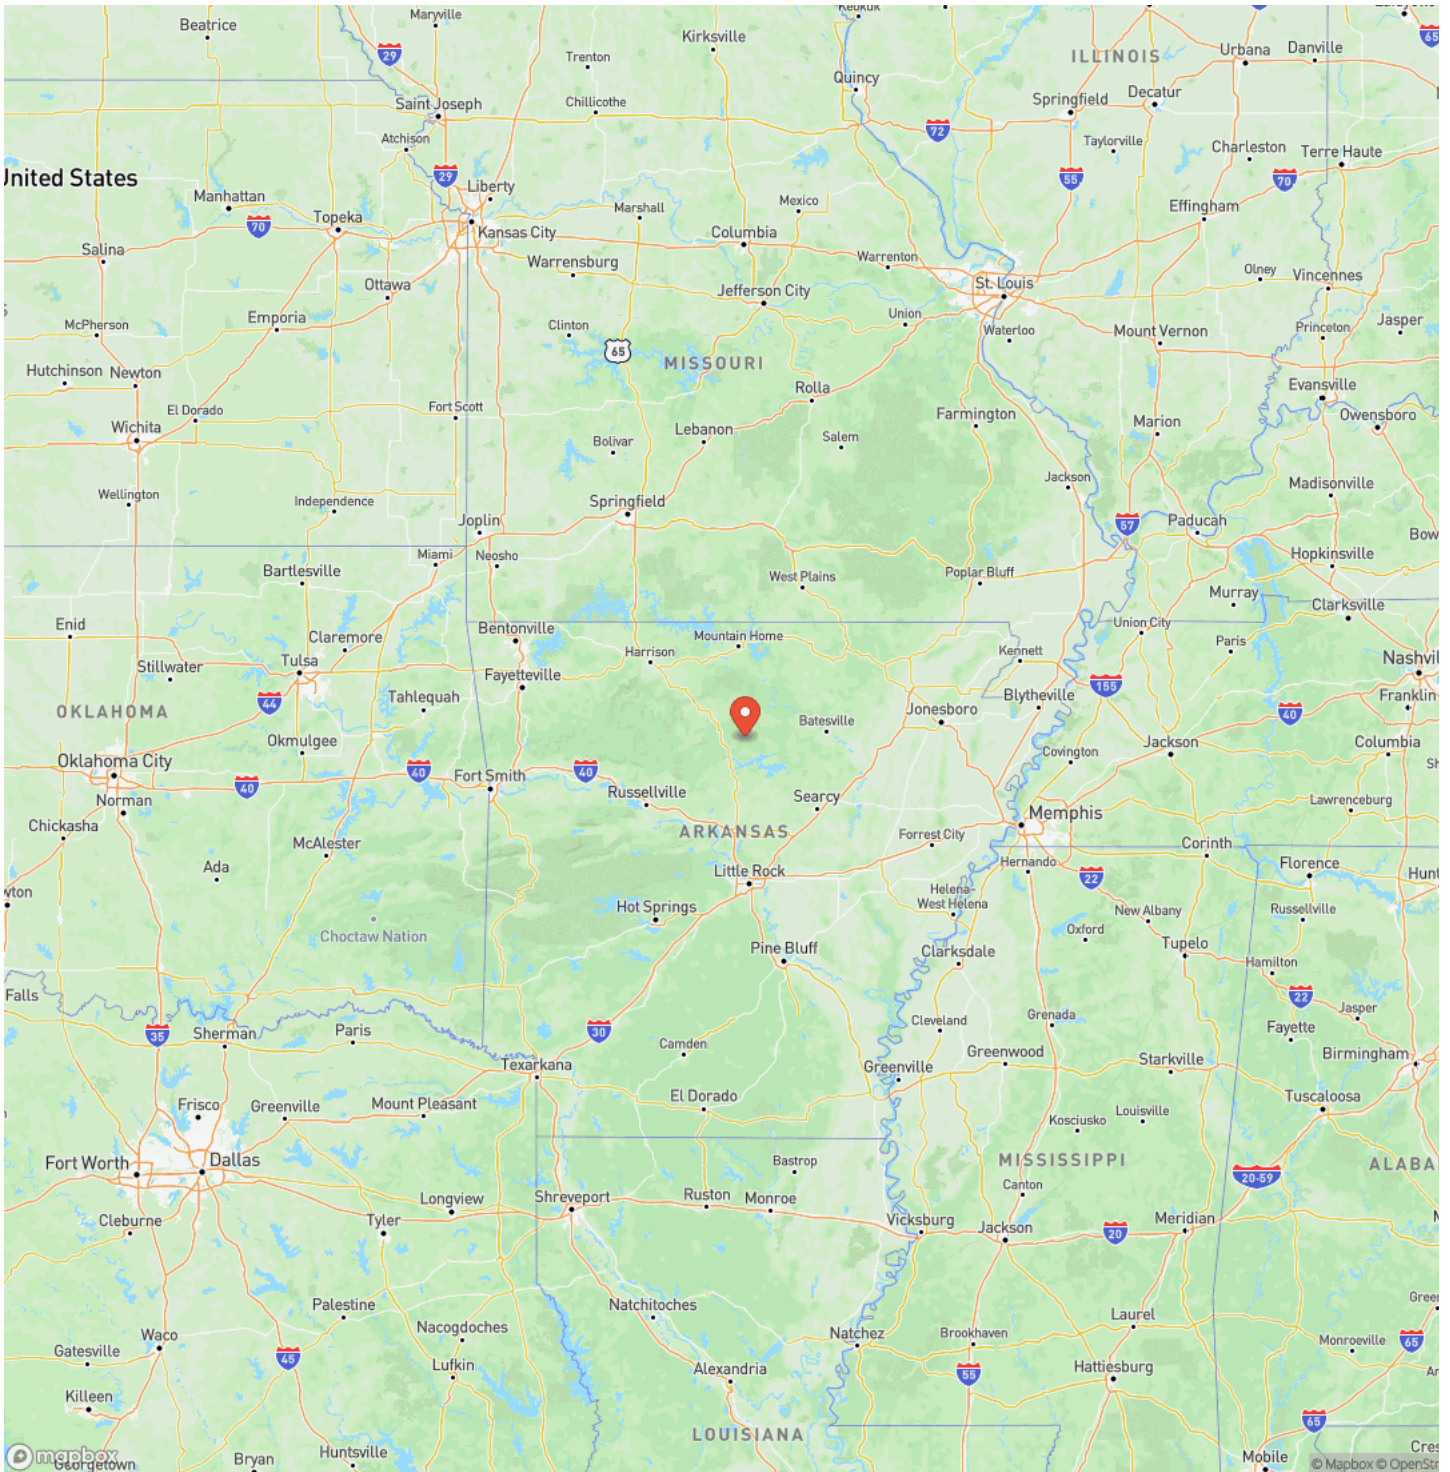 Maryville
Keokuk
Beatrice
29
Kirksville
ILLINOIS
Urbana
Danville
65
Trenton
Quincy
Saint Joseph
Chillicothe
Springfield
Decatur
Atchison
72
Taylorville
Charleston
Terre Haute
United States
29
Liberty
55
70
Manhattan
Marshall
Mexico
Effingham
70
Topeka
Kansas City
Columbia
Salina
Warrensburg
Warrenton
Olney
Vincennes
Ottawa
Jefferson City
St. Louis
Emporia
Clinton
Union
Waterloo
Mount Vernon
Princeton
Jasper
McPherson
65
MISSOURI
Hutchinson
Newton
Rolla
Evansville
El Dorado
Fort Scott
Farmington
Owensboro
Wichita
Bolivar
Lebanon
Salem
Marion
Wellington
Independence
Jackson
Madisonville
Springfield
Joplin
57
Paducah
Bow
Miami
Neosho
Hopkinsville
Bartlesville
West Plains
Poplar Bluff
Murray
Clarksville
Enid
Claremore
Bentonville
Mountain Home
Union City
Stillwater
Tulsa
Harrison
Kennett
Paris
Nashvil
Fayetteville
155
44
Tahlequah
Blytheville
Franklin
OKLAHOMA
Batesville
Jonesboro
40
Okmulgee
Covington
Jackson
Columbia
Oklahoma City
40
Fort Smith
40
40
Norman
Russellville
Searcy
Memphis
Lawrenceburg
Chickasha
McAlester
ARKANSAS
Forrest City
Corinth
Ada
Little Rock
Hernando
22
Florence
Hunt
wton
Helena-
West Helena
Hot Springs
New Albany
Russellville
Choctaw Nation
Oxford
Pine Bluff
Clarksdale
Tupelo
Hamilton
Falls
22
35
Sherman
Paris
30
Cleveland
Grenada
Jasper
Fayette
Camden
Texarkana
Greenwood
Starkville
Birmingham
Greenville
Frisco
Greenville
Mount Pleasant
El Dorado
Kosciusko
Louisville
Tuscaloosa
Fort Worth
Dallas
Bastrop
MISSISSIPPI
ALABA
20-59
Canton
Longview
Shreveport
Ruston
Monroe
Cleburne
Tyler
Vicksburg
Jackson
20
Meridian
Palestine
Natchitoches
Laurel
Gree
Waco
Nacogdoches
Natchez
Brookhaven
Monroeville
65
Gatesville
45
Lufkin
Alexandria
55
Hattiesburg
Killeen
65
LOUISIANA
mapbox
Georgetown
Bryan
Huntsville
Mobile
Cres
© Mapbox © OpenStr